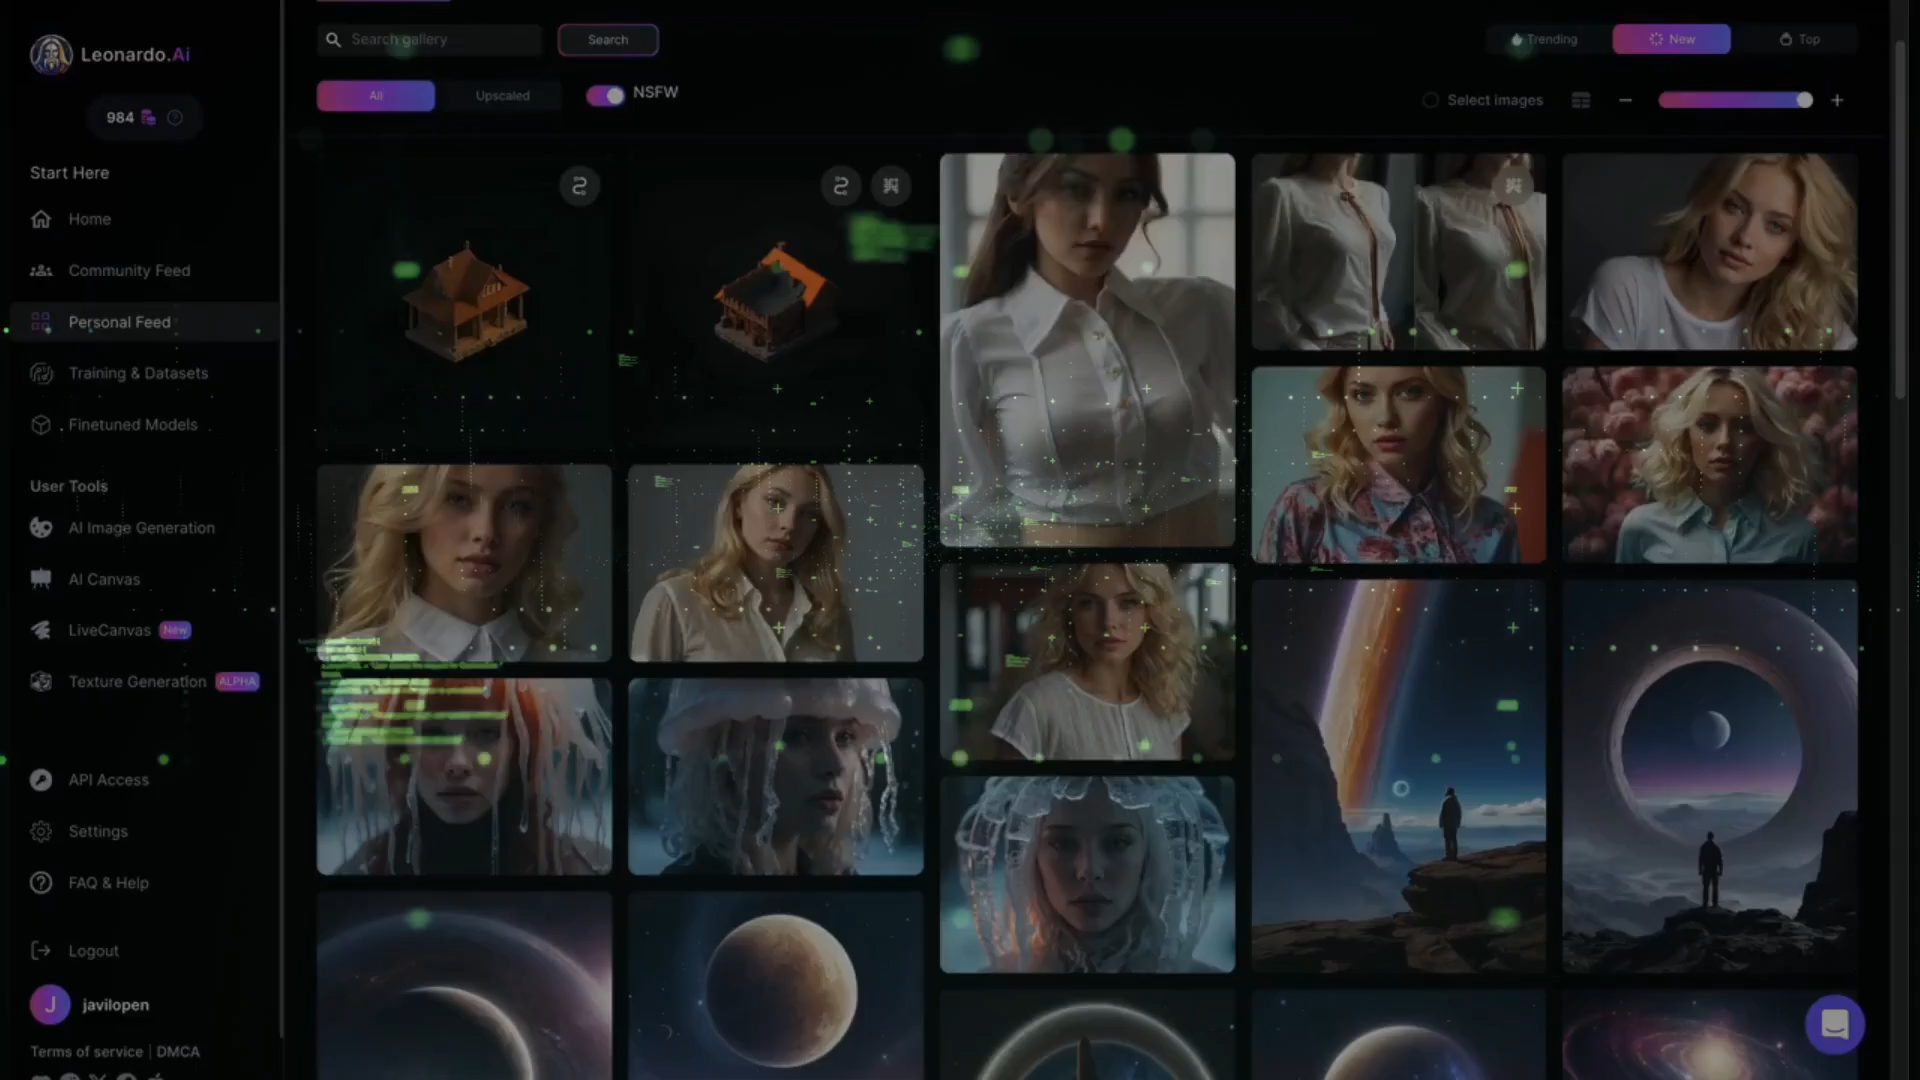 Leonardo.Ai
984
Start Here
Home
Community Feed
Personal Feed
Training & Datasets
Finetuned Models
User Tools
AI Image Generation
AI Canvas
LiveCanvas New
Texture Generation ALPHA
API Access
Settings
FAQ & Help
Logout
J javilopen
Terms of service | DMCA
Search gallery
Search
Trending
New
Top
All
Upscaled
NSFW
Select images